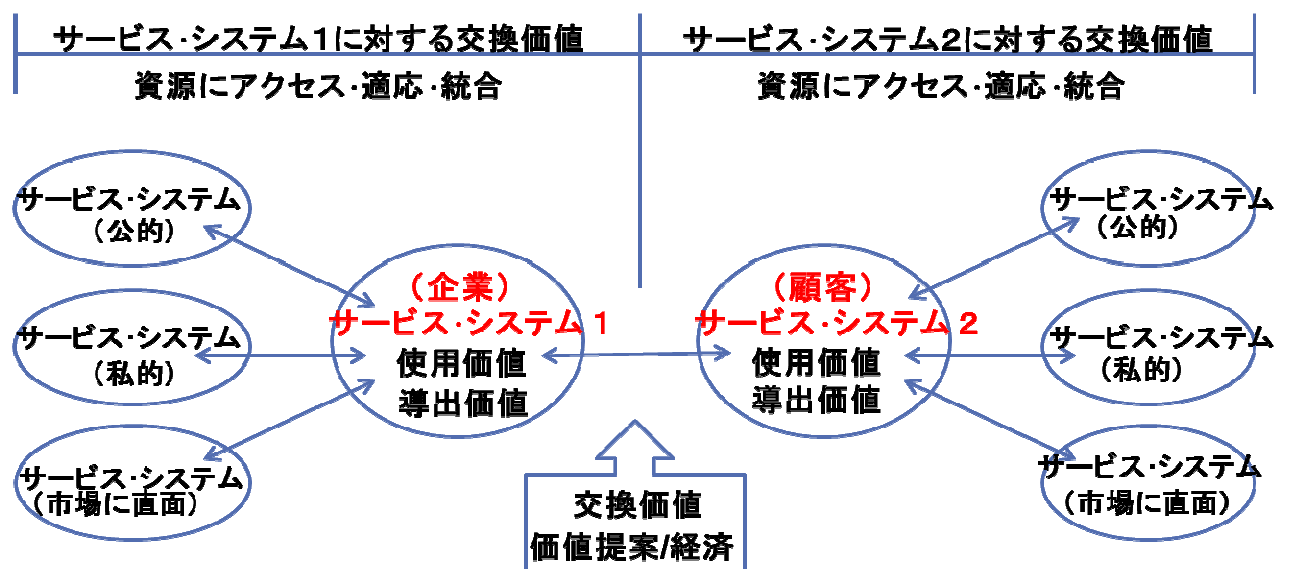 サービス・システム1に対する交換価値
資源にアクセス・適応・統合
サービス・システム2に対する交換価値
資源にアクセス・適応・統合
サービス・システム
（公的）
サービス・システム
（私的）
サービス・システム
（市場に直面）
（企業）
サービス・システム 1
使用価値
導出価値
（顧客）
サービス・システム 2
使用価値
導出価値
サービス・システム
（公的）
サービス・システム
（私的）
サービス・システム
（市場に直面）
交換価値
価値提案/経済